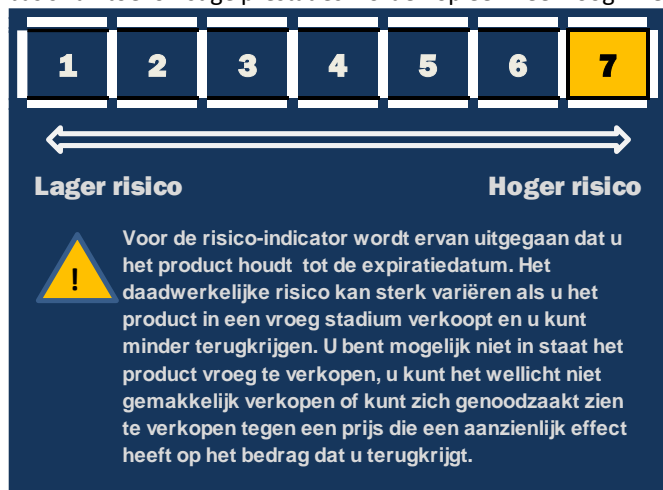 1 2 3 4 5 6 7
Lager risico Hoger risico
Voor de risico-indicator wordt ervan uitgegaan dat u
het product houdt tot de expiratiedatum. Het
! daadwerkelijke risico kan sterk variëren als u het
product in een vroeg stadium verkoopt en u kunt
minder terugkrijgen. U bent mogelijk niet in staat het
product vroeg te verkopen, u kunt het wellicht niet
gemakkelijk verkopen of kunt zich genoodzaakt zien
te verkopen tegen een prijs die een aanzienlijk effect
heeft op het bedrag dat u terugkrijgt.